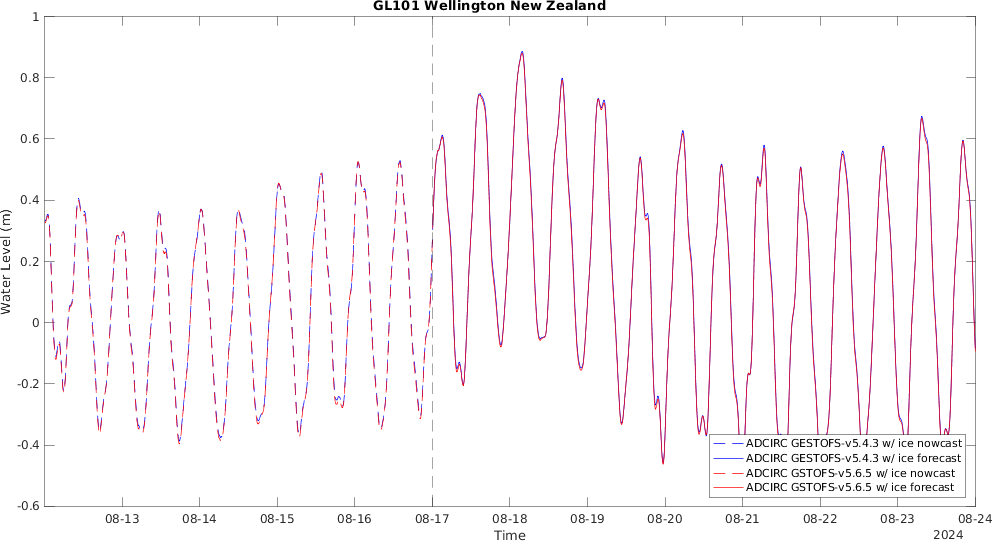 GL101 Wellington New Zealand
1
0.8
0.6
0.4
0.2
0
-0.2
-0.4
-0.6
Water Level (m)
ADCIRC GESTOFS-v5.4.3 w/ ice nowcast
ADCIRC GESTOFS-v5.4.3 w/ ice forecast
ADCIRC GSTOFS-v5.6.5 w/ ice nowcast
ADCIRC GSTOFS-v5.6.5 w/ ice forecast
08-13 08-14 08-15 08-16 08-17 08-18 08-19 08-20 08-21 08-22 08-23 08-24
Time
2024